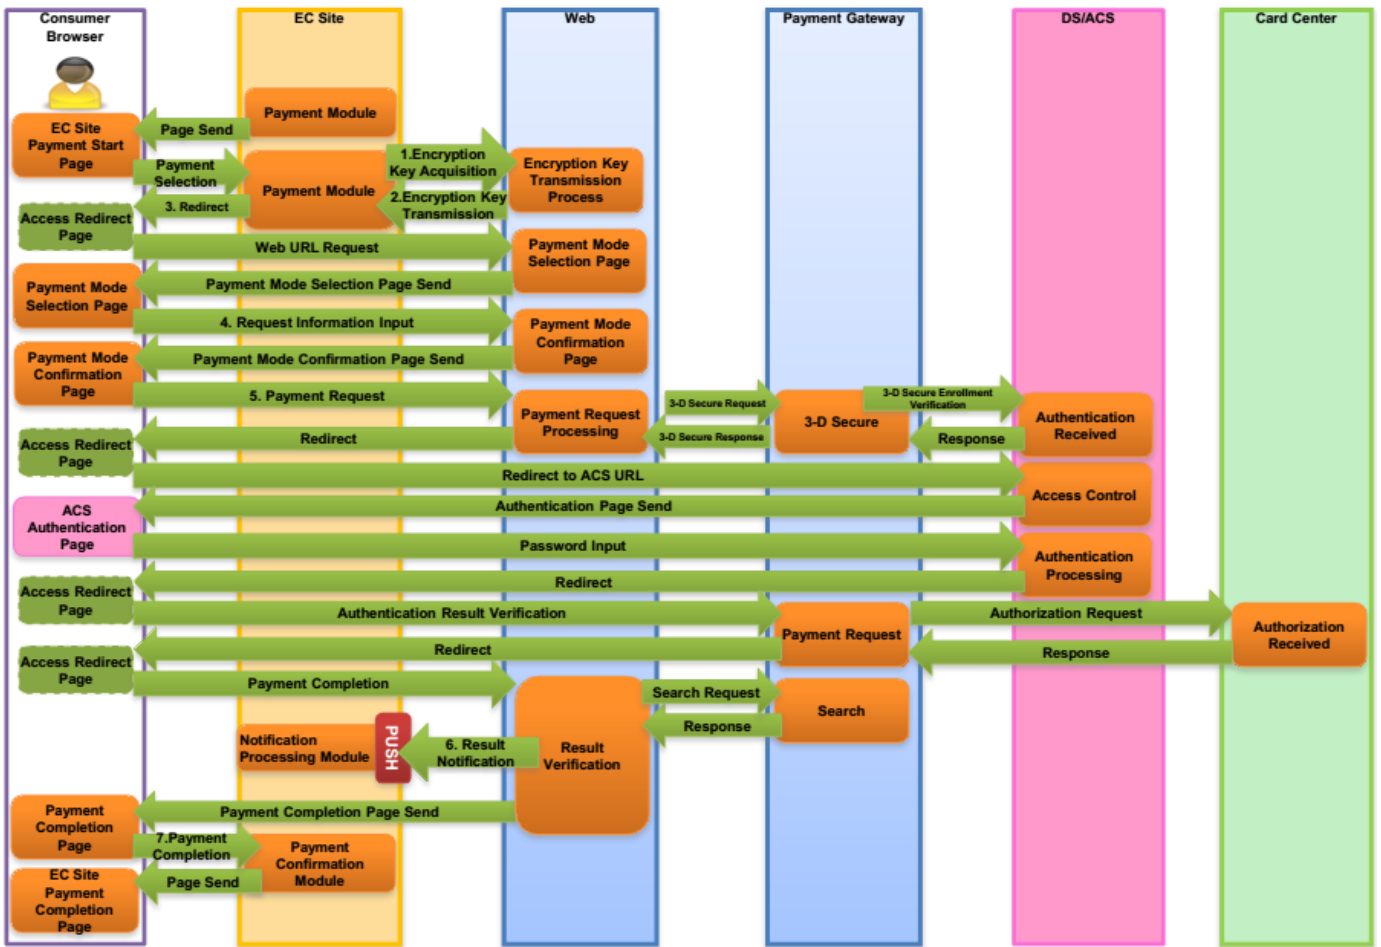 Consumer
Browser
EC Site
Web
Payment Gateway
DS/ACS
Card Center
Payment Module
Page Send
EC Site
Payment Start
Page
Payment
Selection
Payment Module
1.Encryption
Key Acquisition
2.Encryption Key
Transmission
Encryption Key
Transmission
Process
3. Redirect
Access Redirect
Page
Web URL Request
Payment Mode
Selection Page
Payment Mode Selection Page Send
Payment Mode
Selection Page
4. Request Information Input
Payment Mode
Confirmation
Page
Payment Mode Confirmation Page Send
Payment Mode
Confirmation
Page
5. Payment Request
Payment Request
Processing
3-D Secure Request
3-D Secure Response
3-D Secure
3-D Secure Enrollment
Verification
Response
Authentication
Received
Redirect
Access Redirect
Page
Redirect to ACS URL
Access Control
Authentication Page Send
ACS
Authentication
Page
Password Input
Authentication
Processing
Redirect
Access Redirect
Page
Authentication Result Verification
Payment Request
Authorization Request
Authorization
Received
Response
Redirect
Access Redirect
Page
Payment Completion
Search Request
Search
Response
Result
Verification
6. Result
Notification
PUSH
Notification
Processing Module
Payment Completion Page Send
Payment
Completion
Page
7.Payment
Completion
Payment
Confirmation
Module
Page Send
EC Site
Payment
Completion
Page